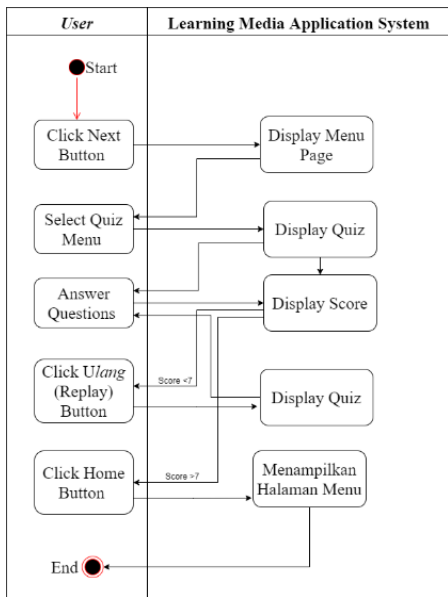 User
Learning Media Application System
Start
Click Next
Button
Display Menu
Page
Select Quiz
Menu
Display Quiz
Answer
Questions
Display Score
Click Ulang
(Replay)
Button
Score <7
Display Quiz
Click Home
Button
Score >7
Menampilkan
Halaman Menu
End